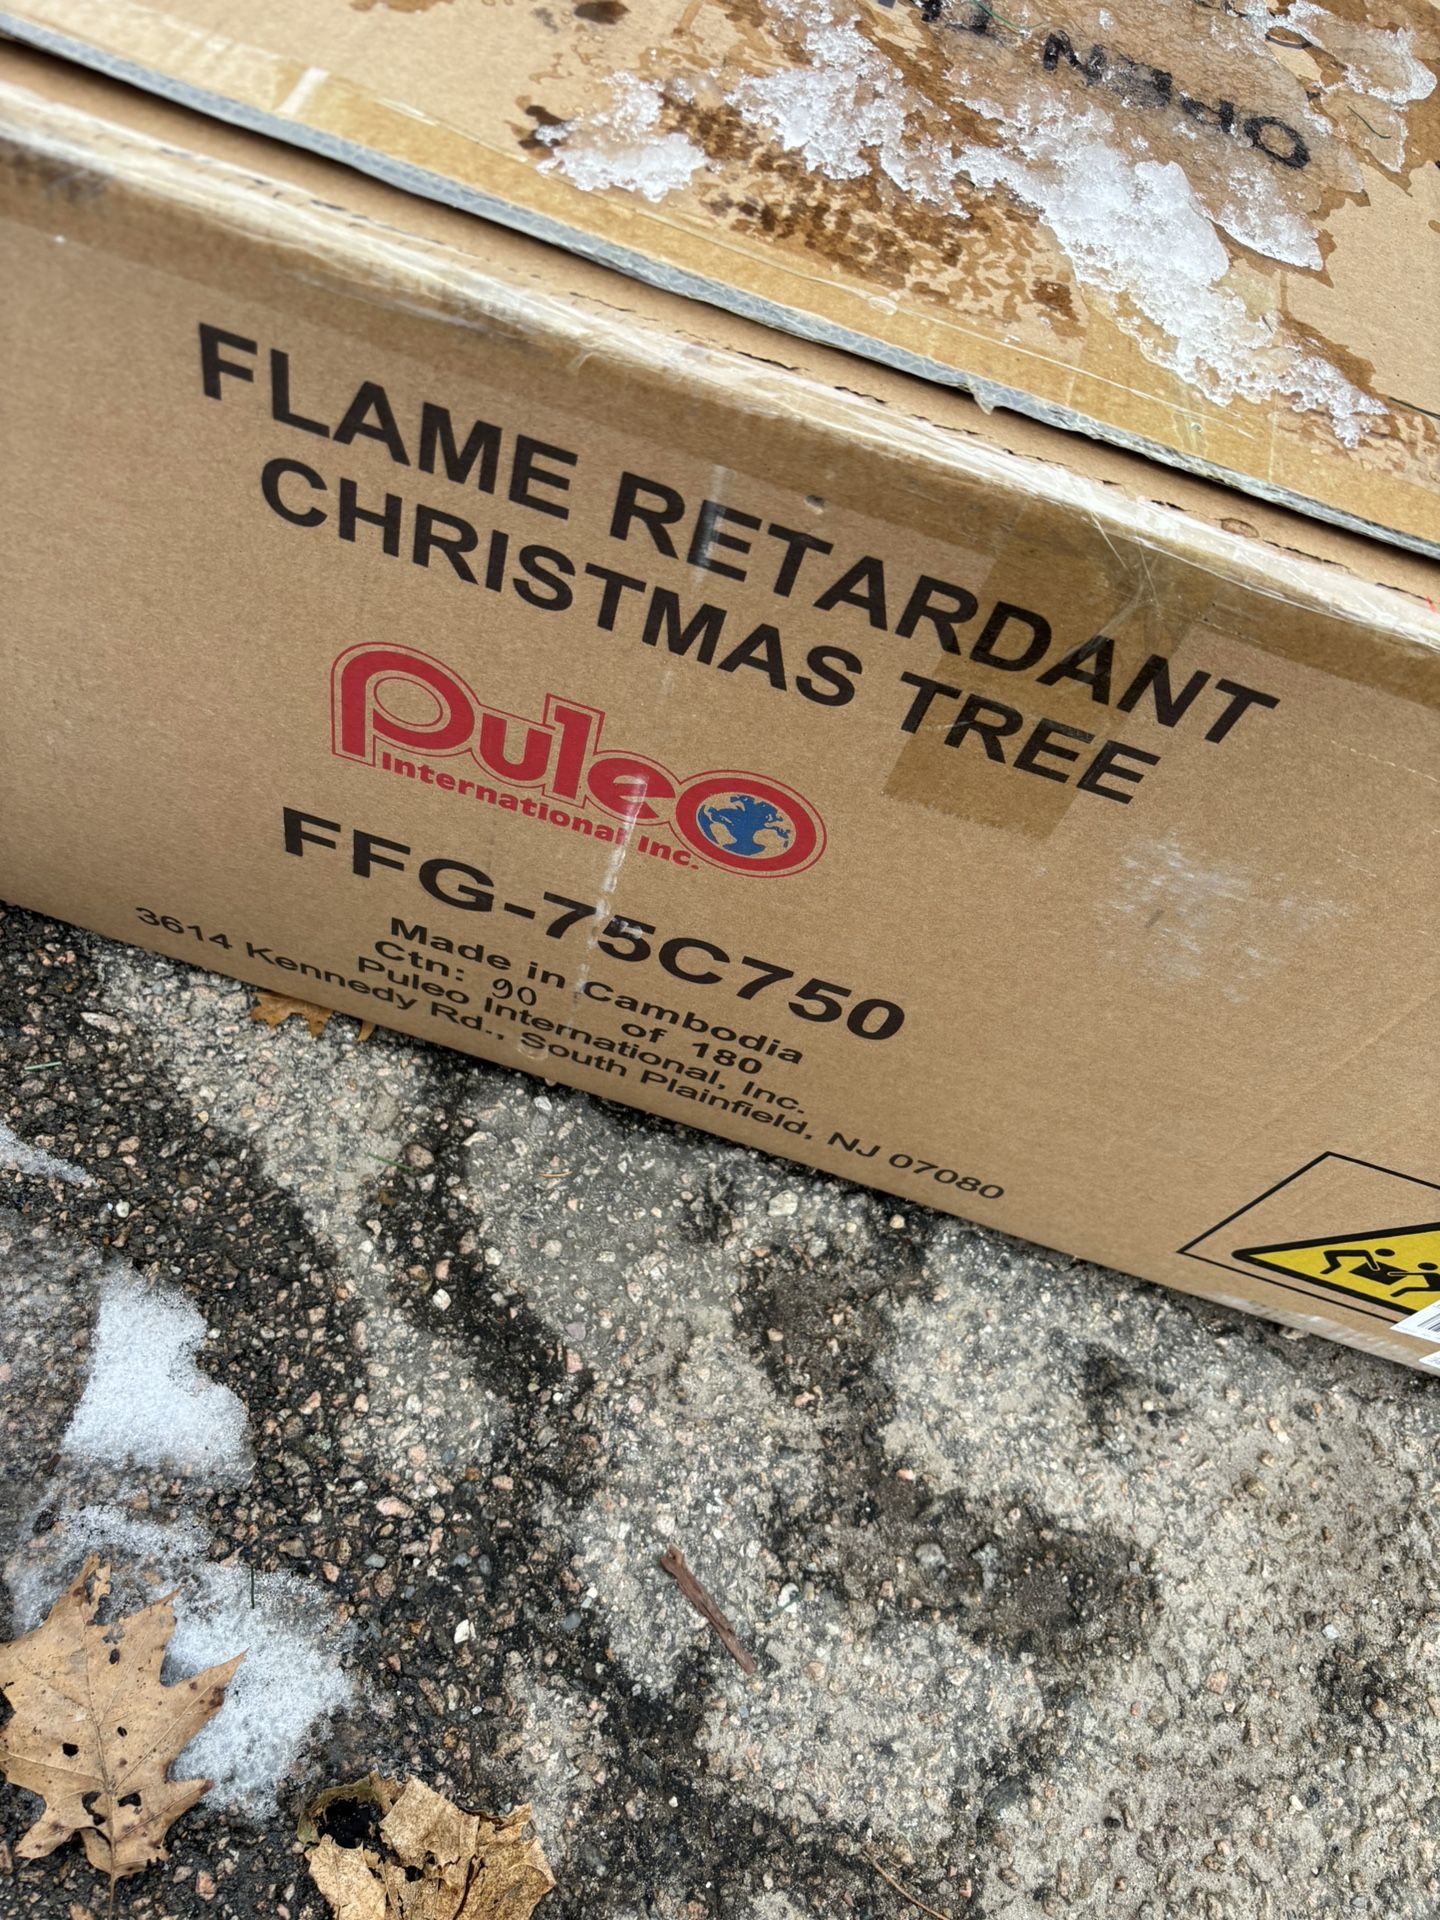 OPEN
FLAME RETARDANT
CHRISTMAS TREE
Puleo
International Inc.
FFG-75C750
Made in Cambodia
Ctn: 90 of 180
Puleo International, Inc.
3614 Kennedy Rd., South Plainfield, NJ 07080